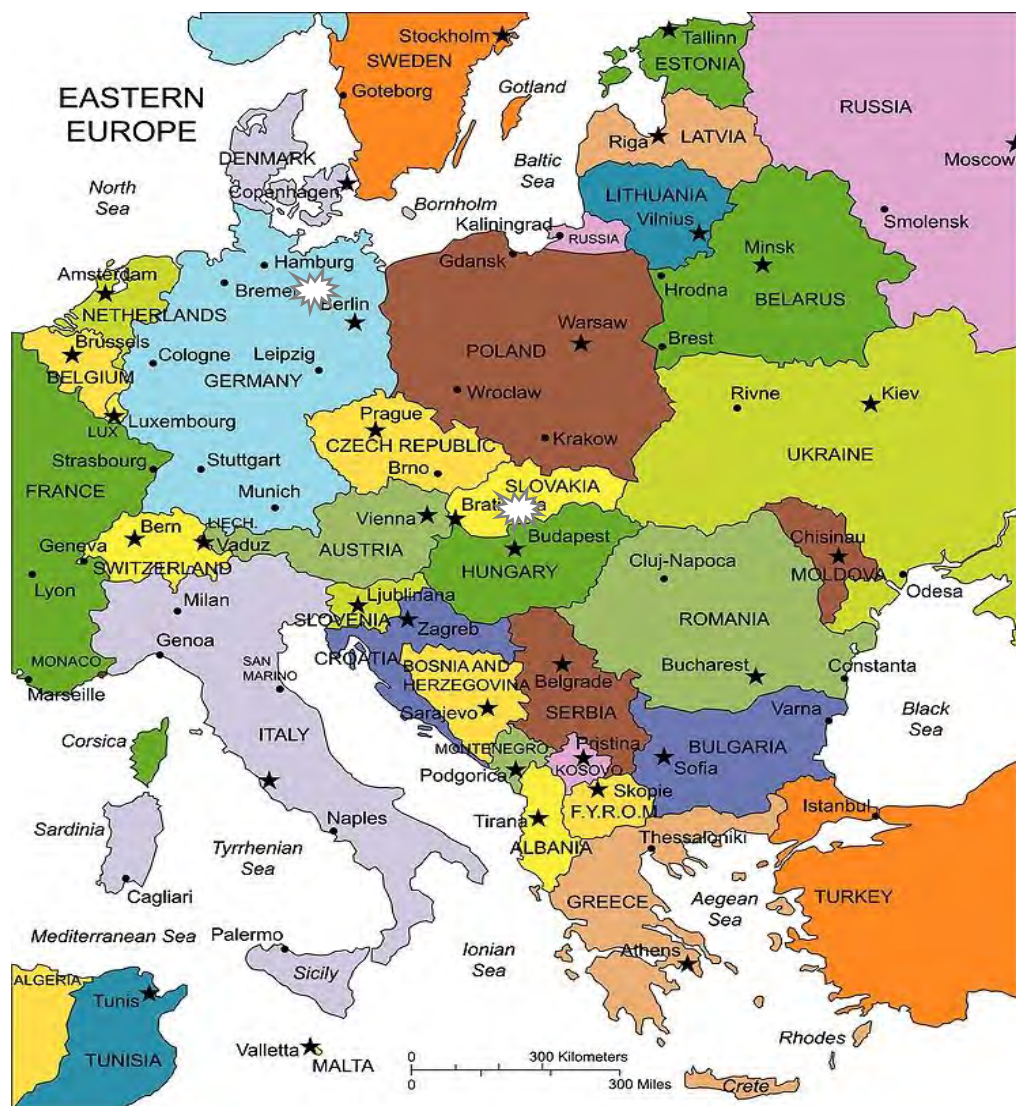 EASTERN
EUROPE
Stockholm
SWEDEN
Tallinn
ESTONIA
Goteborg
Gotland
RUSSIA
DENMARK
Riga
LATVIA
Moscow
Baltic
Sea
North
Sea
Copenhagen
Bornholm
LITHUANIA
Vilnius
Kaliningrad
RUSSIA
Smolensk
Gdansk
Minsk
Hamburg
Amsterdam
Breme
Berlin
Hrodna
BELARUS
NETHERLANDS
Warsaw
Brussels
BELGIUM
Cologne
Leipzig
GERMANY
POLAND
Brest
Wroclaw
Rivne
Kiev
Luxembourg
LUX
Prague
CZECH REPUBLIC
Krakow
UKRAINE
Strasbourg
Stuttgart
Brno
FRANCE
SLOVAKIA
Munich
Vienna
Bern
LIECH.
Vaduz
Geneva
SWITZERLAND
AUSTRIA
Budapest
HUNGARY
Cluj-Napoca
Chisinau
MOLDOVA
Odesa
Lyon
Milan
Ljublinana
SLOVENIA
Zagreb
ROMANIA
Genoa
MONACO
SAN
MARINO
CROATIA
BOSNIA AND
HERZEGOVINA
Belgrade
Bucharest
Constanta
Marseille
Sarajevo
SERBIA
Varna
Black
Sea
Corsica
ITALY
MONTENEGRO
Pristina
KOSOVO
BULGARIA
Sofia
Podgorica
Skopie
F.Y.R.O.M.
Istanbul
Sardinia
Naples
Tirana
ALBANIA
Thessaloniki
Tyrrhenian
Sea
Cagliari
GREECE
Aegean
Sea
TURKEY
Mediterranean Sea
Palermo
Ionian
Sea
Athens
Sicily
ALGERIA
Tunis
TUNISIA
Valletta
MALTA
Rhodes
Crete
0 300 Kilometers
0 300 Miles